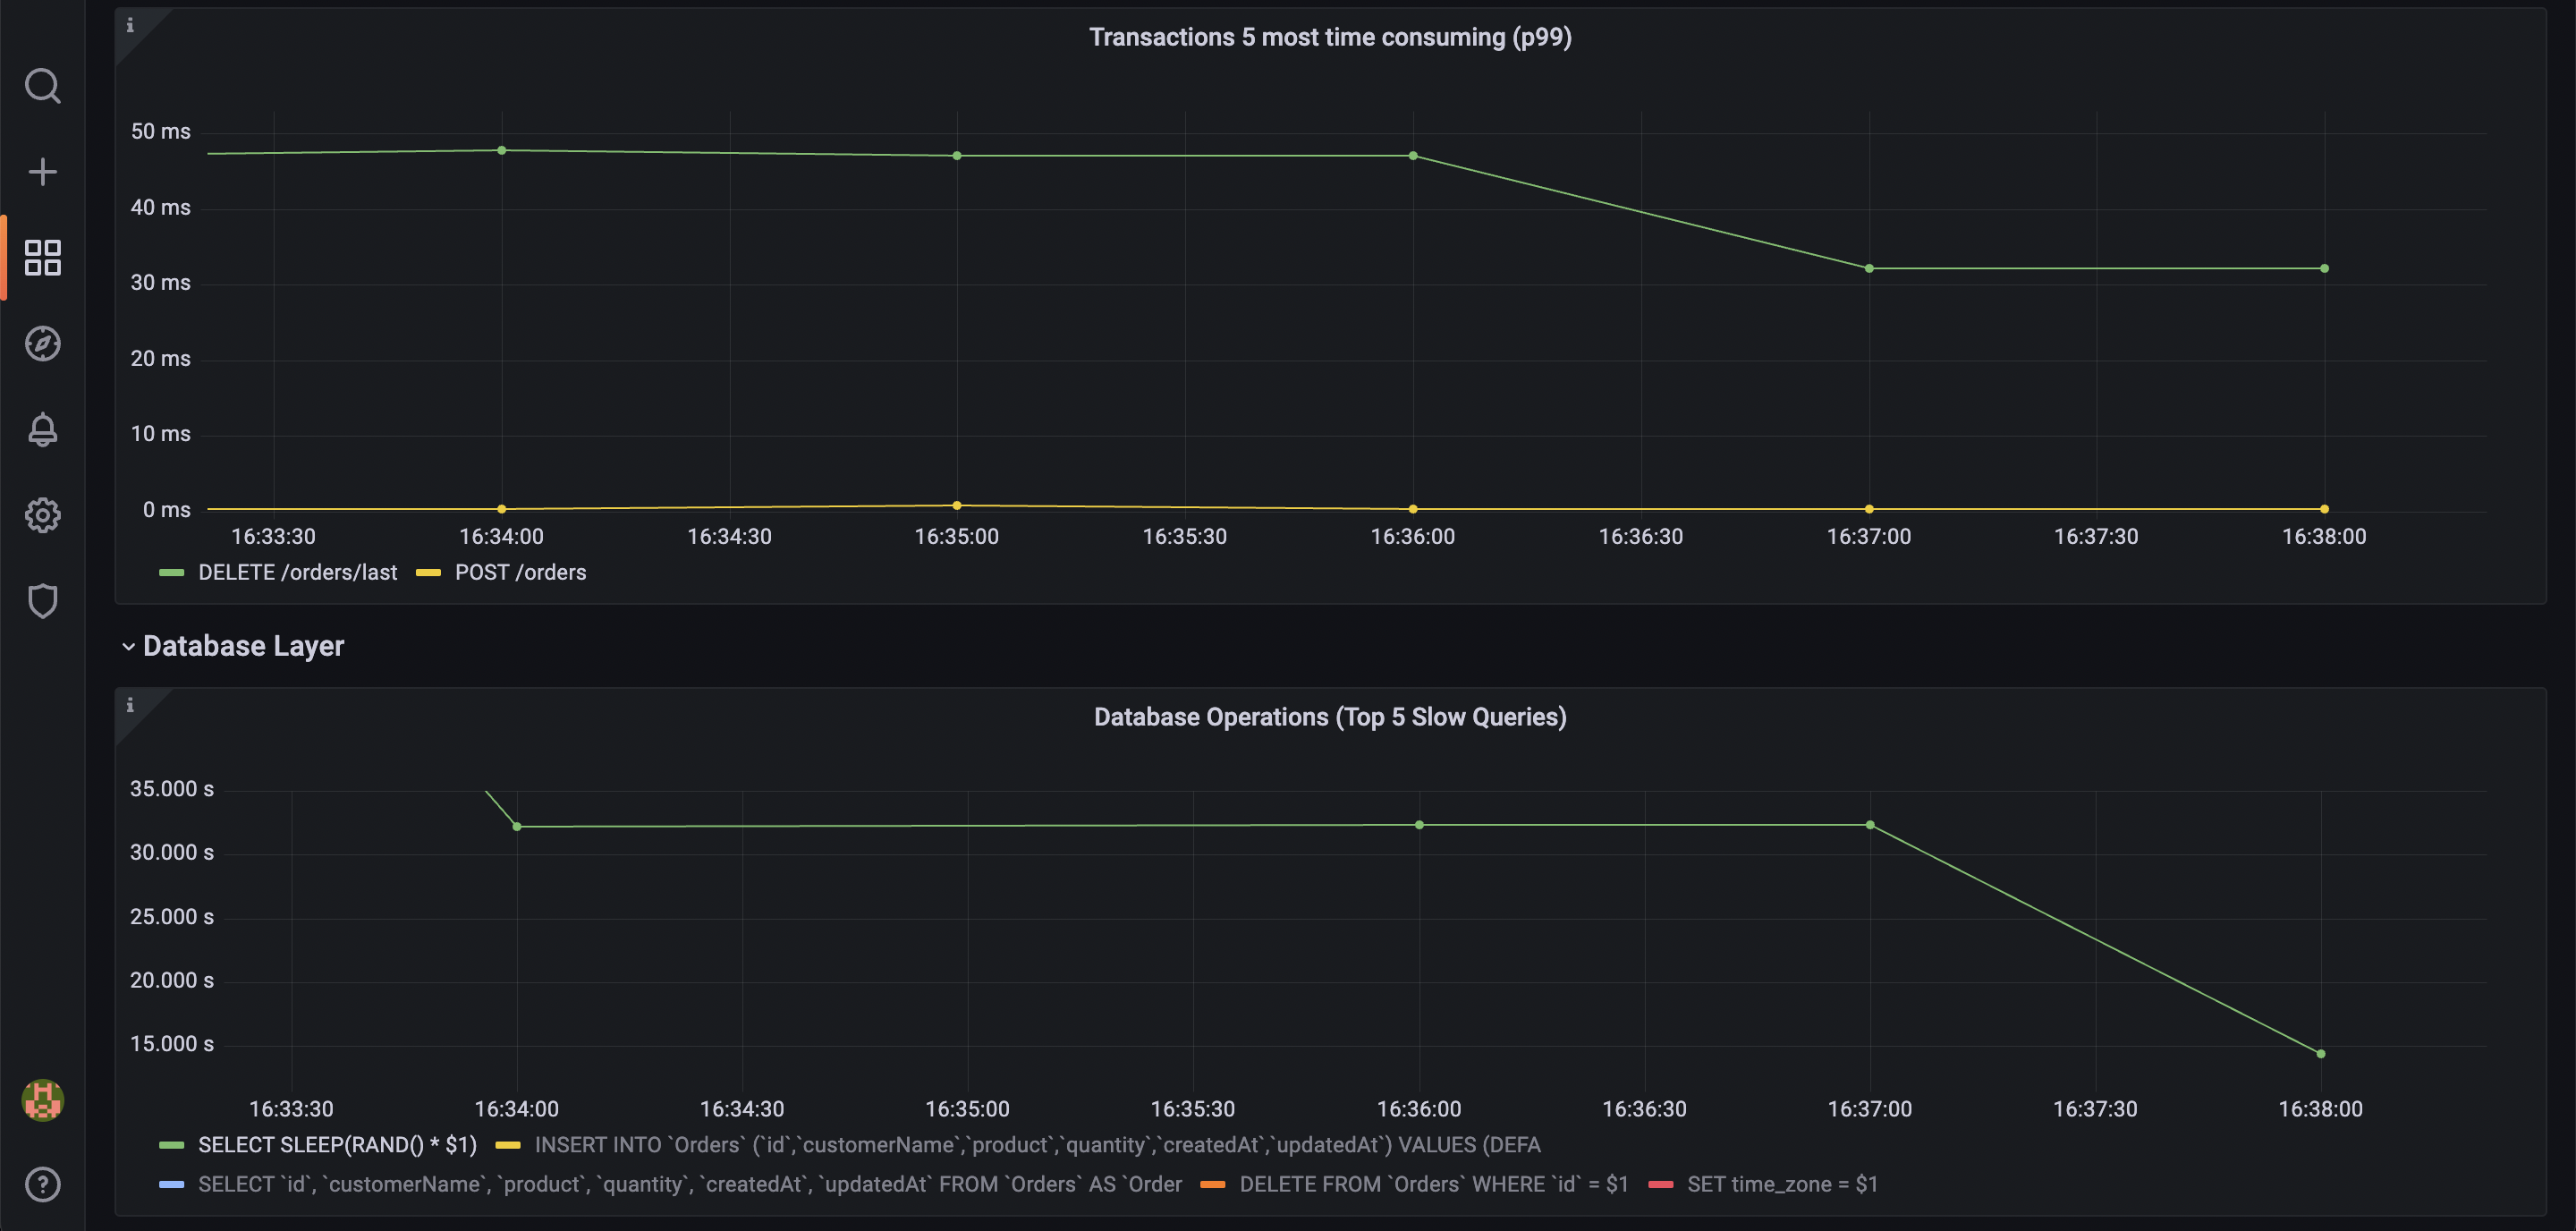 Transactions 5 most time consuming (p99)
50 ms
40 ms
30 ms
20 ms
10 ms
0 ms
16:33:30 16:34:00 16:34:30 16:35:00 16:35:30 16:36:00 16:36:30 16:37:00 16:37:30 16:38:00
DELETE /orders/last POST /orders
Database Layer
Database Operations (Top 5 Slow Queries)
35.000 s
30.000 s
25.000 s
20.000 s
15.000 s
16:33:30 16:34:00 16:34:30 16:35:00 16:35:30 16:36:00 16:36:30 16:37:00 16:37:30 16:38:00
SELECT SLEEP(RAND() * $1) INSERT INTO `Orders` (`id`,`customerName`,`product`,`quantity`,`createdAt`,`updatedAt`) VALUES (DEFA
SELECT `id`, `customerName`, `product`, `quantity`, `createdAt`, `updatedAt` FROM `Orders` AS `Order DELETE FROM `Orders` WHERE `id` = $1 SET time_zone = $1